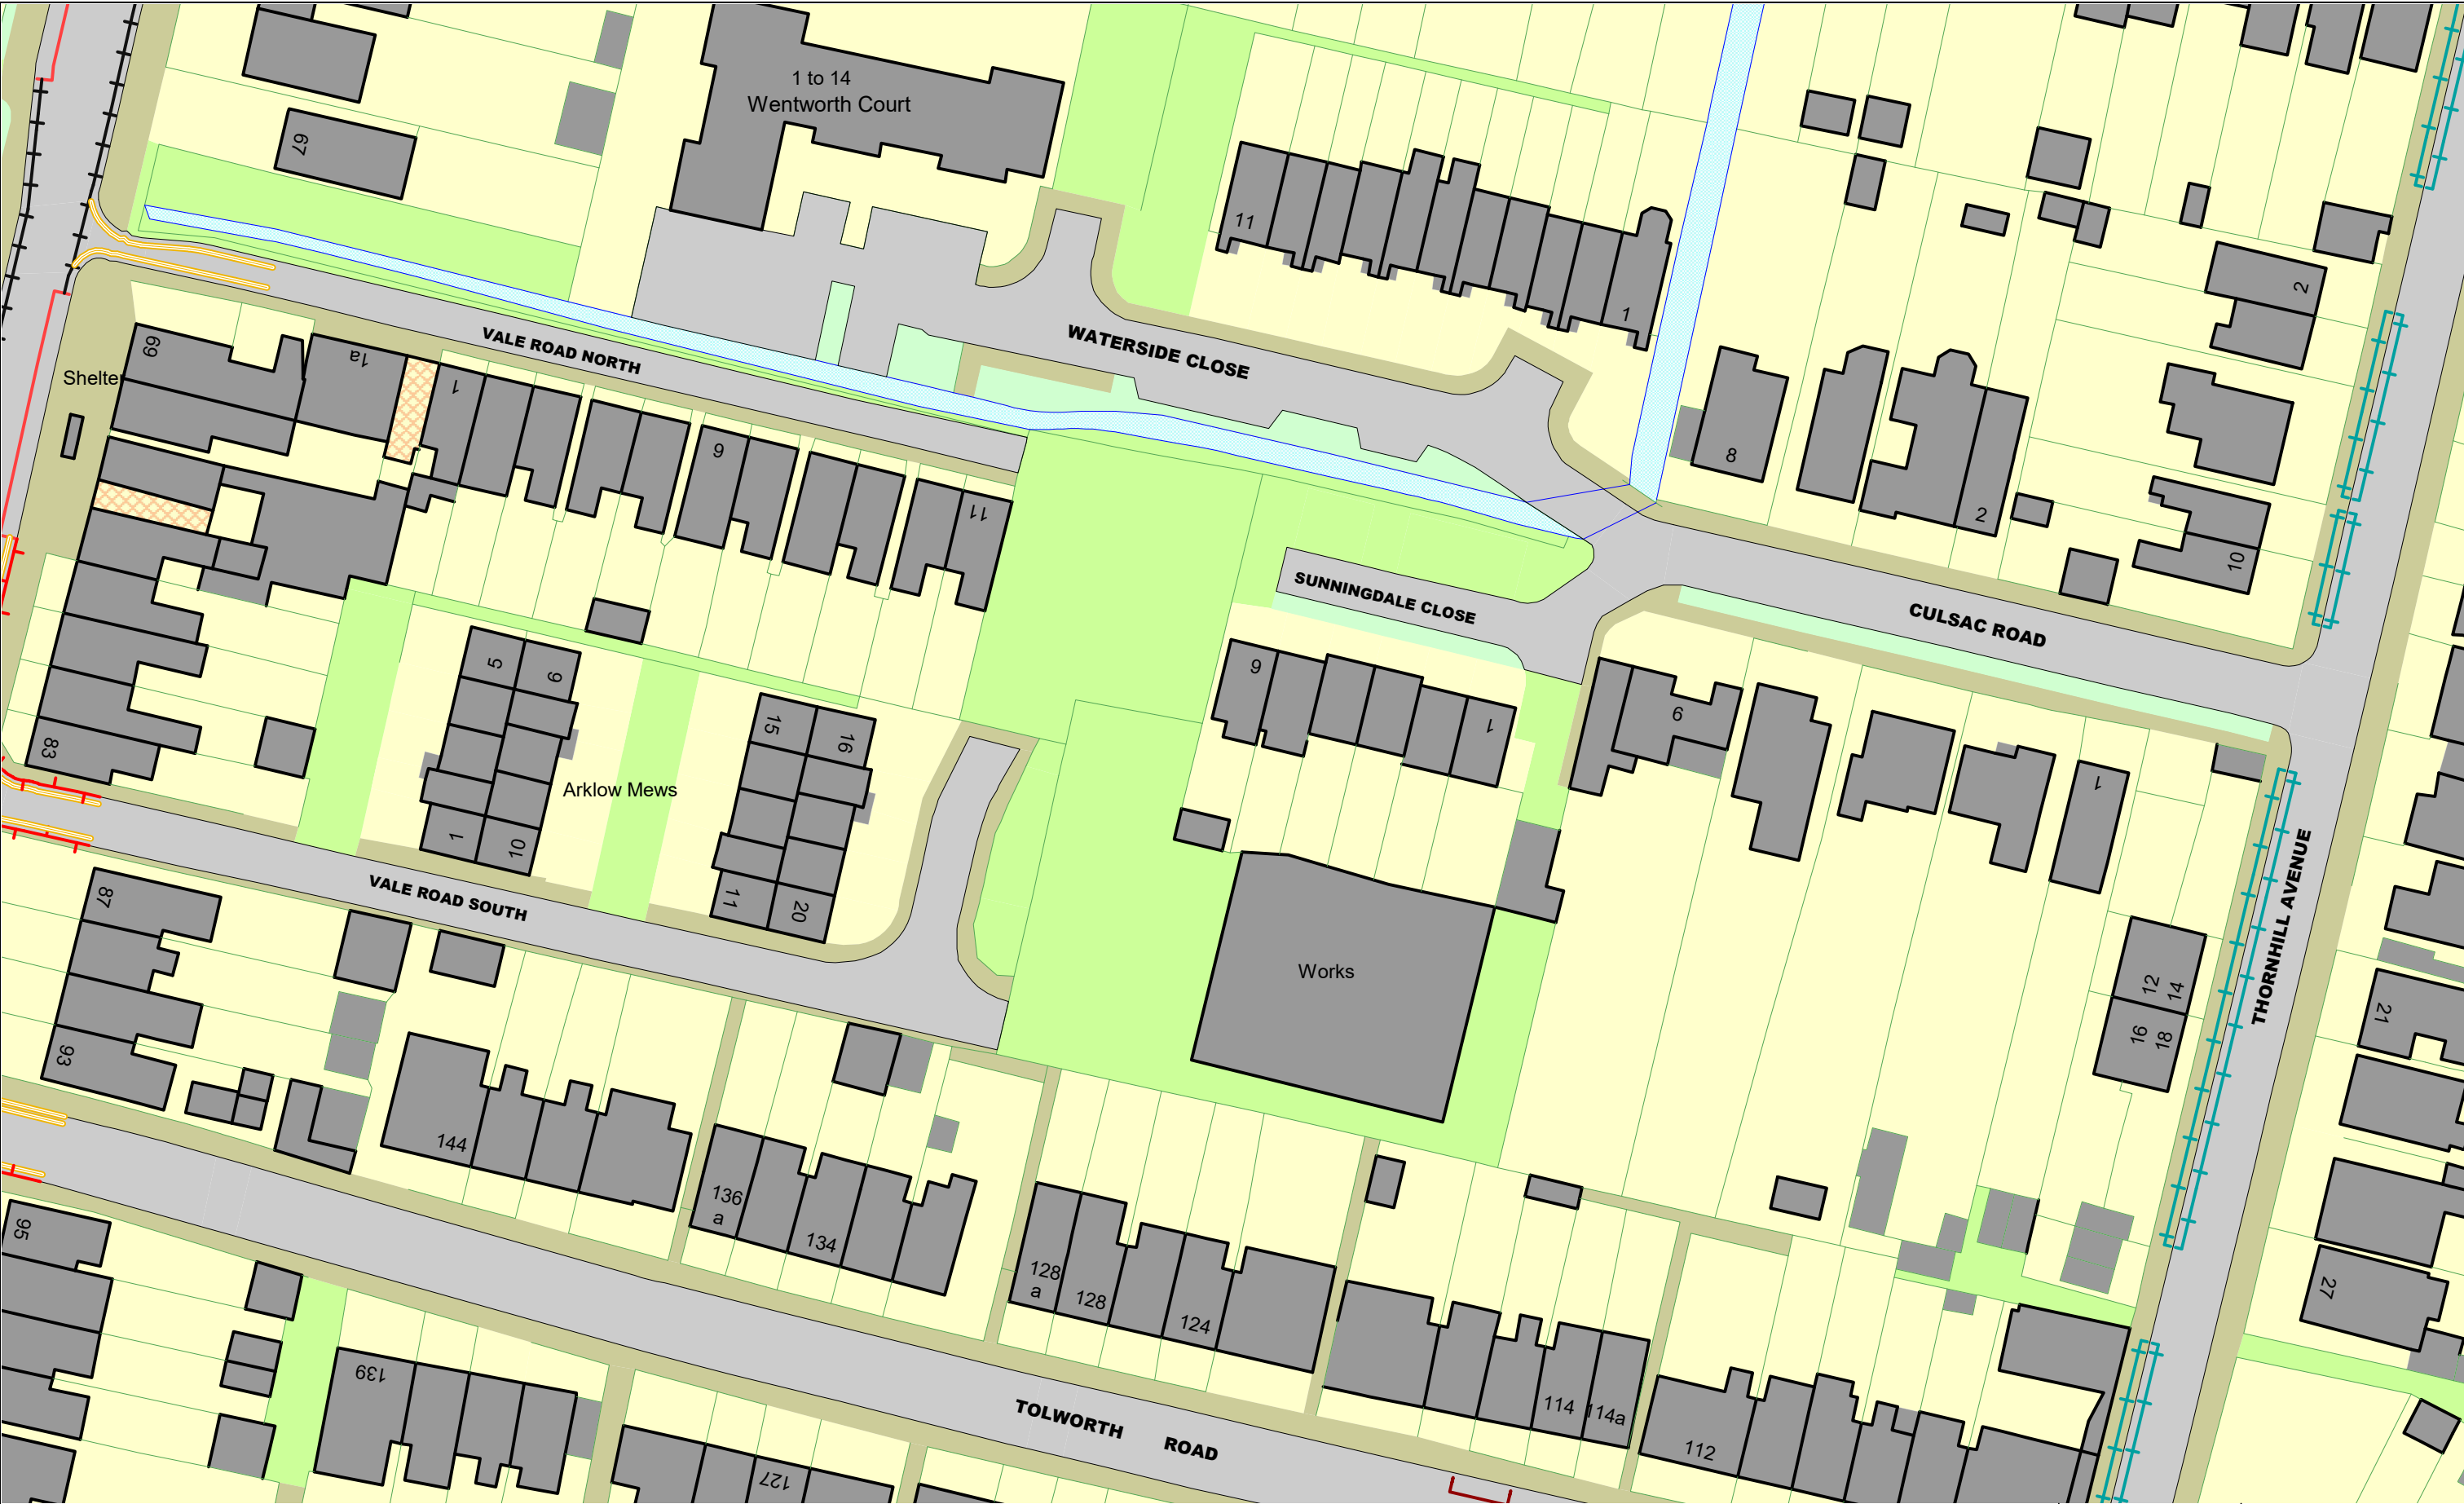 1 to 14
Wentworth Court
67
11
1
2
VALE ROAD NORTH
WATERSIDE CLOSE
69
1a
Shelter
1
9
11
8
2
10
SUNNINGDALE CLOSE
CULSAC ROAD
5
6
15
16
9
1
6
1
83
Arklow Mews
1
10
11
20
VALE ROAD SOUTH
87
93
Works
THORNHILL AVENUE
12
14
16
18
21
144
136
a
134
128
a
128
124
95
27
139
127
TOLWORTH ROAD
114
114a
112